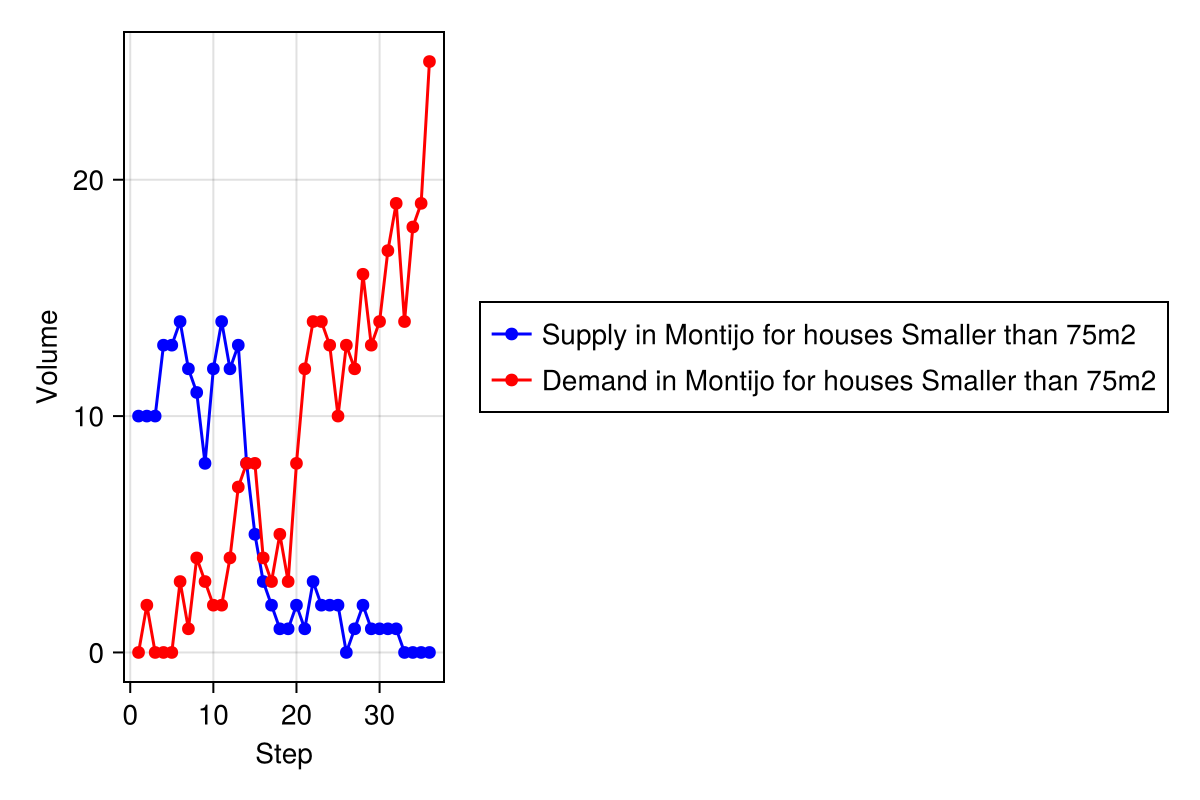 Volume
20
10
0
0 10 20 30
Step
Supply in Montijo for houses Smaller than 75m2
Demand in Montijo for houses Smaller than 75m2